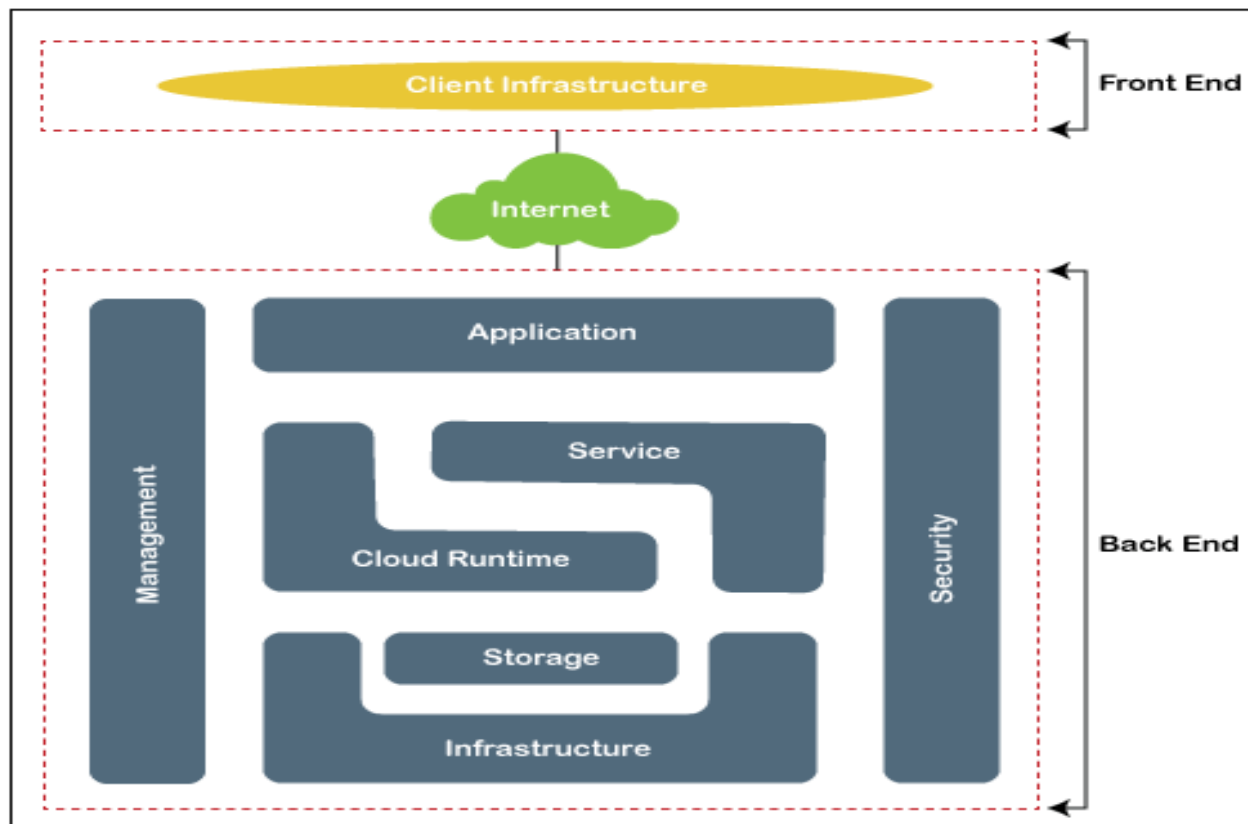 Client Infrastructure
Front End
Internet
Application
Service
Management
Cloud Runtime
Security
Back End
Storage
Infrastructure